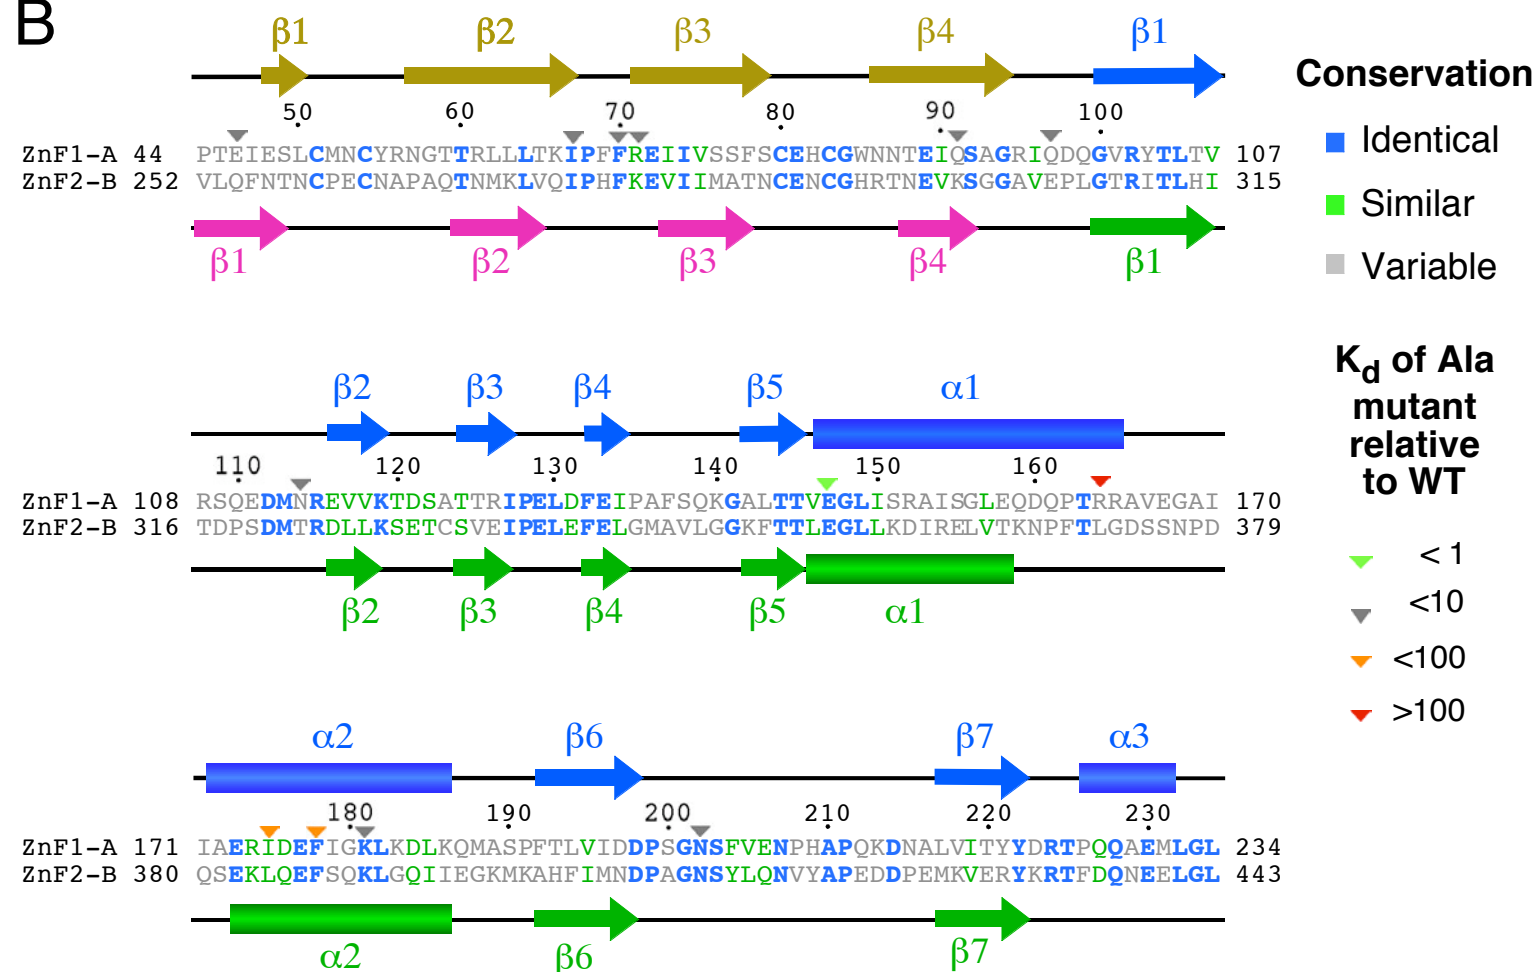 B
β1 β2 β3 β4 β1
50 60 70 80 90 100
ZnF1-A 44 PTEIESLCMNCYRNGTTRLLLTKIPFFREIIVSSFSCEHCGWNNTEIQSAGRIQDQGVRYTLTV 107
ZnF2-B 252 VLQFNTNCPECNAPAQTNMKLVQIPHFKEVIIMATNCENCGHRTNEVKSGGAVEPLGTRITLHI 315
β1 β2 β3 β4 β1
β2 β3 β4 β5 α1
110 120 130 140 150 160
ZnF1-A 108 RSQEDMNREVVKTDSATTRIPELDFEIPAFSQKGALTTVEGLISRAISGLEQDQPTRRAVEGAI 170
ZnF2-B 316 TDPSDMTRDLLKSETCSVEIPELEFELGMAVLGGKFTTLEGLLKDIRELVTKNPFTLGDSSNPD 379
β2 β3 β4 β5 α1
α2 β6 β7 α3
180 190 200 210 220 230
ZnF1-A 171 IAERIDEFIGKLKDLKQMASPFTLVIDDPSGNSFVENPHAPQKDNALVITYYDRTPQQAEMLGL 234
ZnF2-B 380 QSEKLQEFSQKLGQIIEGKMKAHFIMNDPAGNSYLQNVYAPEDDPEMKVERYKRTFDQNEELGL 443
α2 β6 β7
Conservation
Identical
Similar
Variable
Kd of Ala
mutant
relative
to WT
< 1
<10
<100
>100